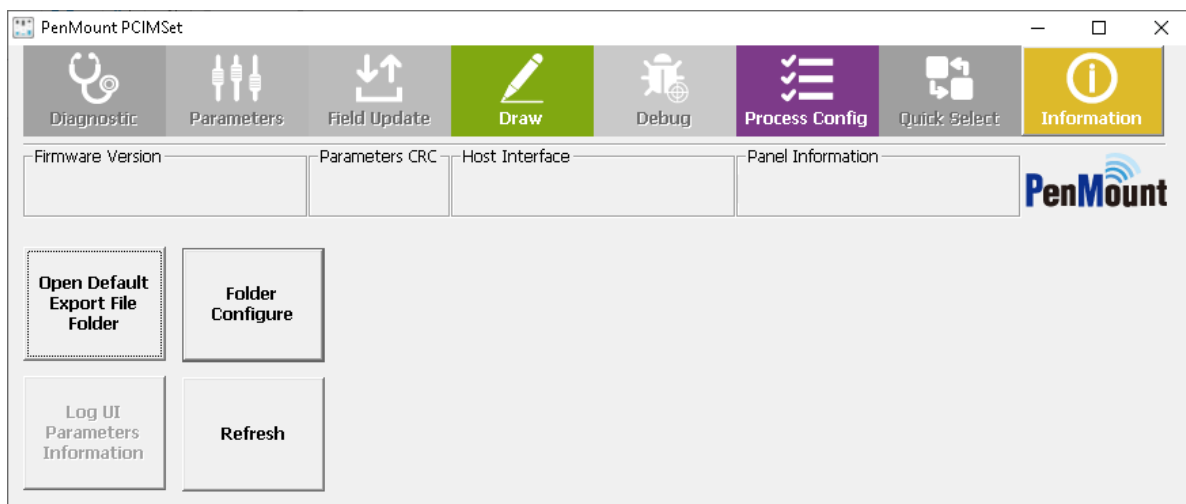 PenMount PCIMSet
Diagnostic
Parameters
Field Update
Draw
Debug
Process Config
Quick Select
Information
Firmware Version
Parameters CRC
Host Interface
Panel Information
PenMount
Open Default
Export File
Folder
Folder
Configure
Log UI
Parameters
Information
Refresh